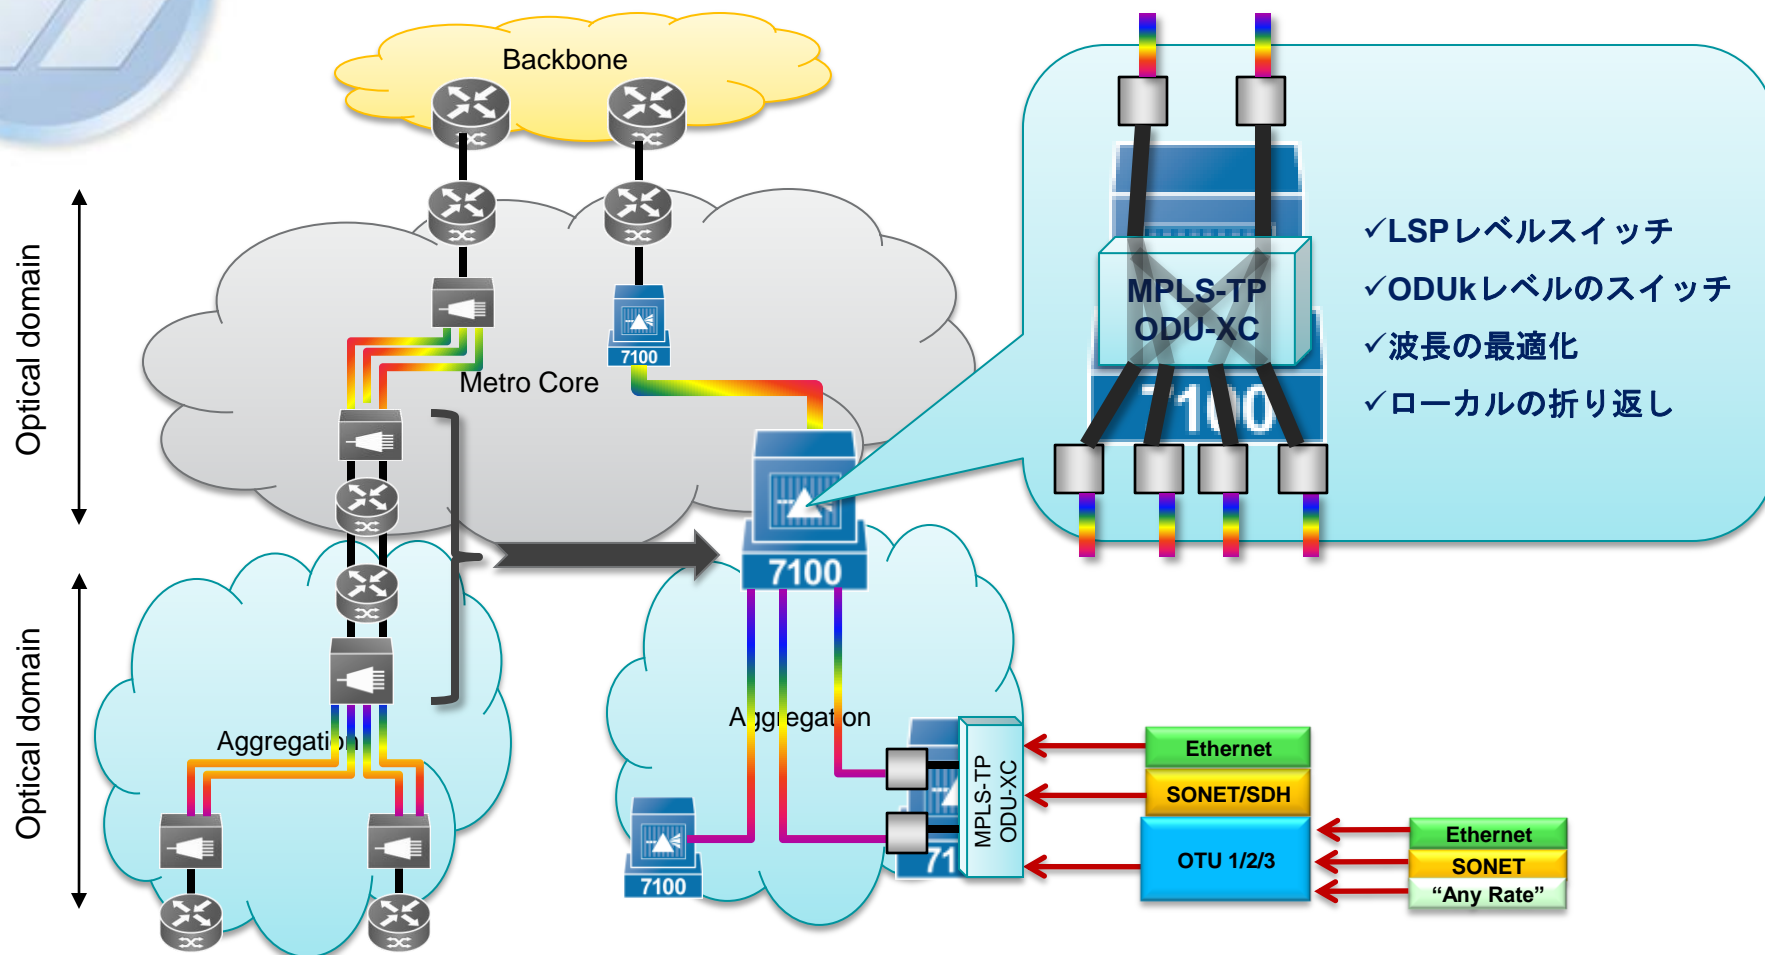 Backbone
Optical domain
Metro Core
7100
7100
Optical domain
Aggregation
Aggregation
7100
MPLS-TP
ODU-XC
71
Ethernet
SONET/SDH
OTU 1/2/3
Ethernet
SONET
“Any Rate”
MPLS-TP
ODU-XC
7100
✓LSPレベルスイッチ
✓ODUkレベルのスイッチ
✓波長の最適化
✓ローカルの折り返し